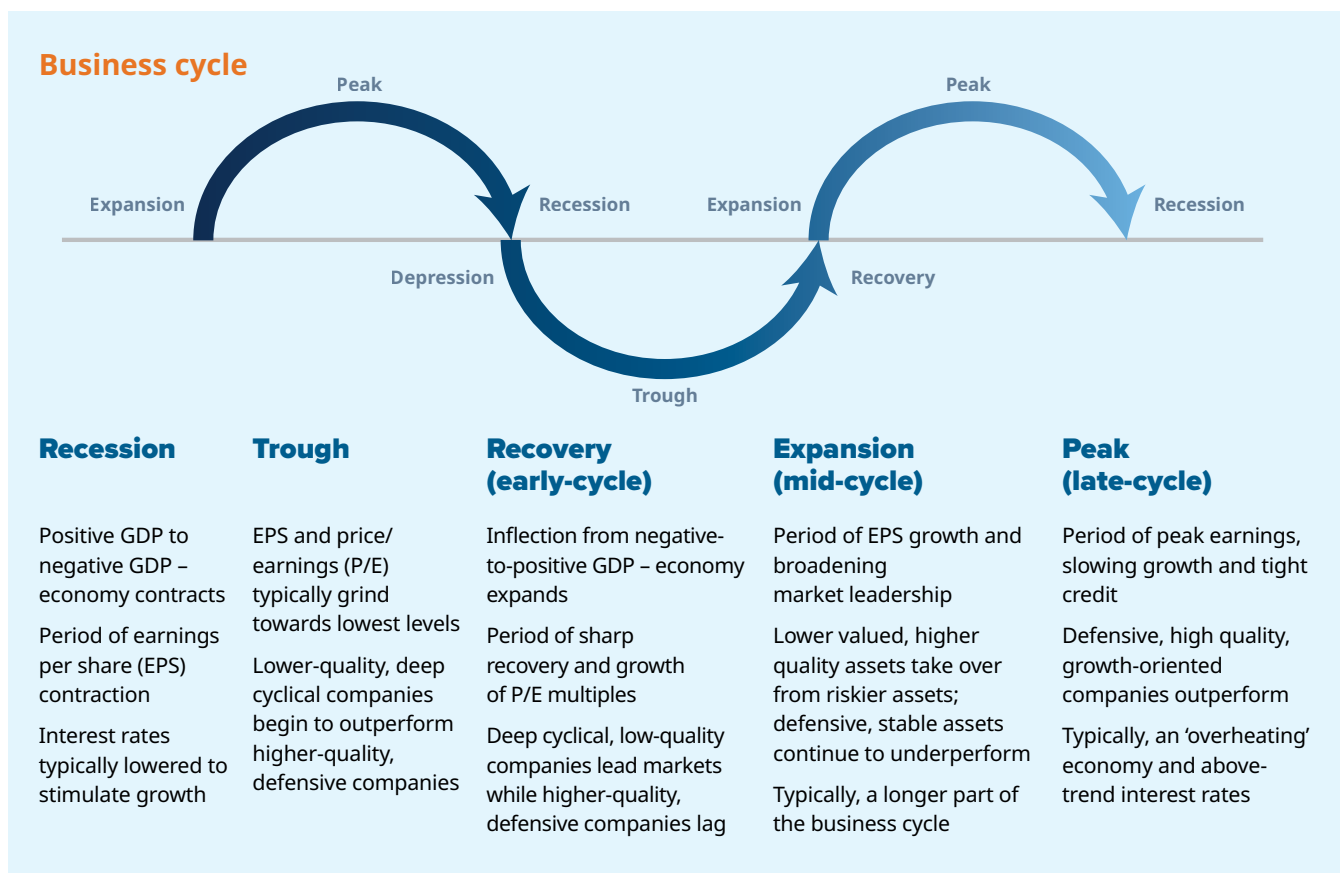 Business cycle
Peak
Peak
Expansion
Recession
Expansion
Recession
Depression
Recovery
Trough
Recession
Positive GDP to
negative GDP –
economy contracts
Period of earnings
per share (EPS)
contraction
Interest rates
typically lowered to
stimulate growth
Trough
EPS and price/
earnings (P/E)
typically grind
towards lowest levels
Lower-quality, deep
cyclical companies
begin to outperform
higher-quality,
defensive companies
Recovery
(early-cycle)
Inflection from negative-
to-positive GDP – economy
expands
Period of sharp
recovery and growth
of P/E multiples
Deep cyclical, low-quality
companies lead markets
while higher-quality,
defensive companies lag
Expansion
(mid-cycle)
Period of EPS growth and
broadening
market leadership
Lower valued, higher
quality assets take over
from riskier assets;
defensive, stable assets
continue to underperform
Typically, a longer part of
the business cycle
Peak
(late-cycle)
Period of peak earnings,
slowing growth and tight
credit
Defensive, high quality,
growth-oriented
companies outperform
Typically, an ‘overheating’
economy and above-
trend interest rates